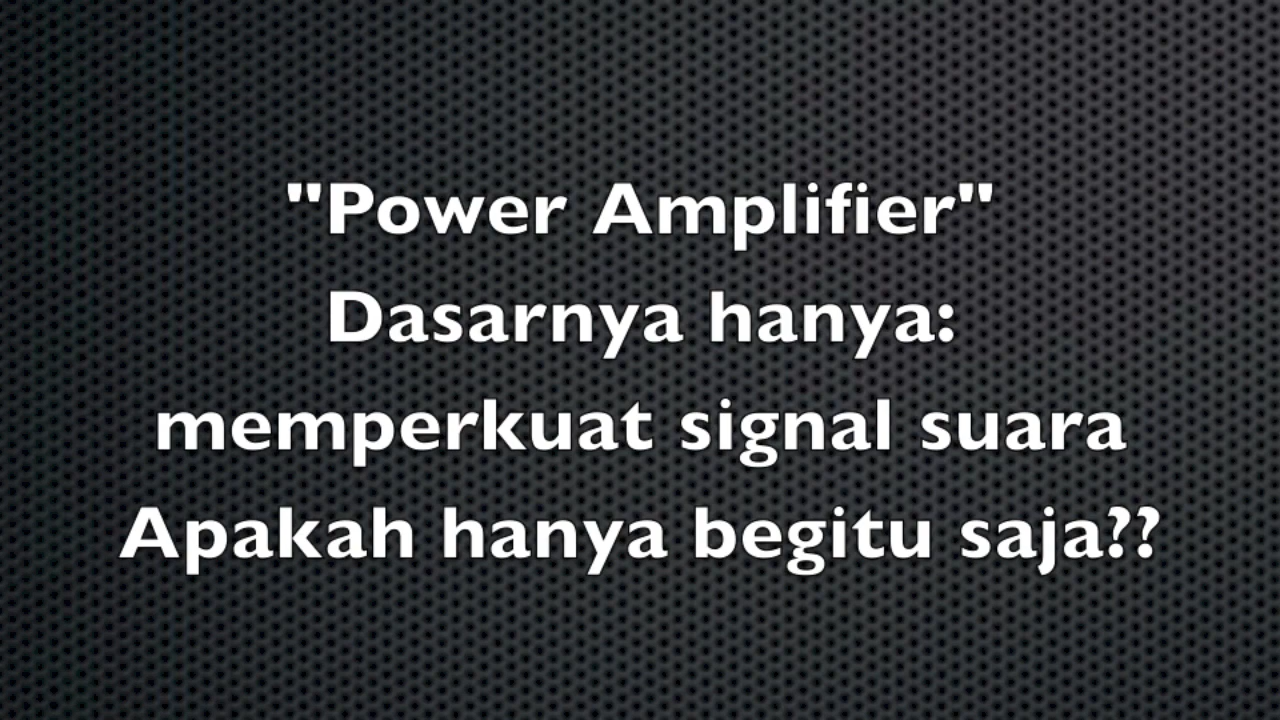 "Power Amplifier"
Dasarnya hanya:
memperkuat signal suara
Apakah hanya begitu saja??